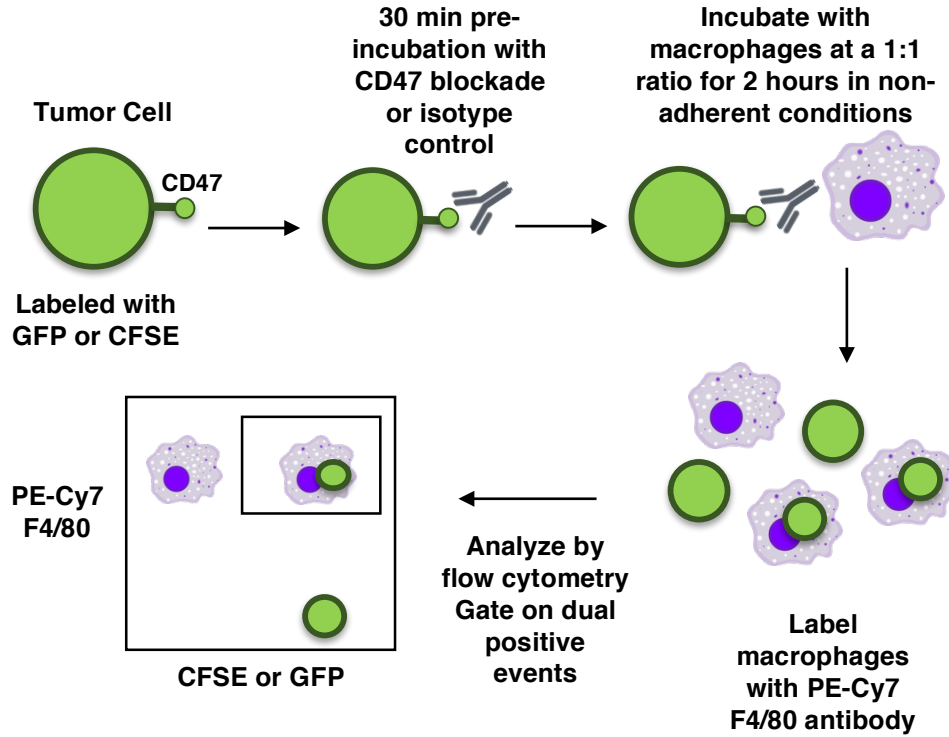 Tumor Cell
CD47
Labeled with
GFP or CFSE
30 min pre-
incubation with
CD47 blockade
or isotype
control
Incubate with
macrophages at a 1:1
ratio for 2 hours in non-
adherent conditions
Label
macrophages
with PE-Cy7
F4/80 antibody
Analyze by
flow cytometry
Gate on dual
positive
events
PE-Cy7
F4/80
CFSE or GFP